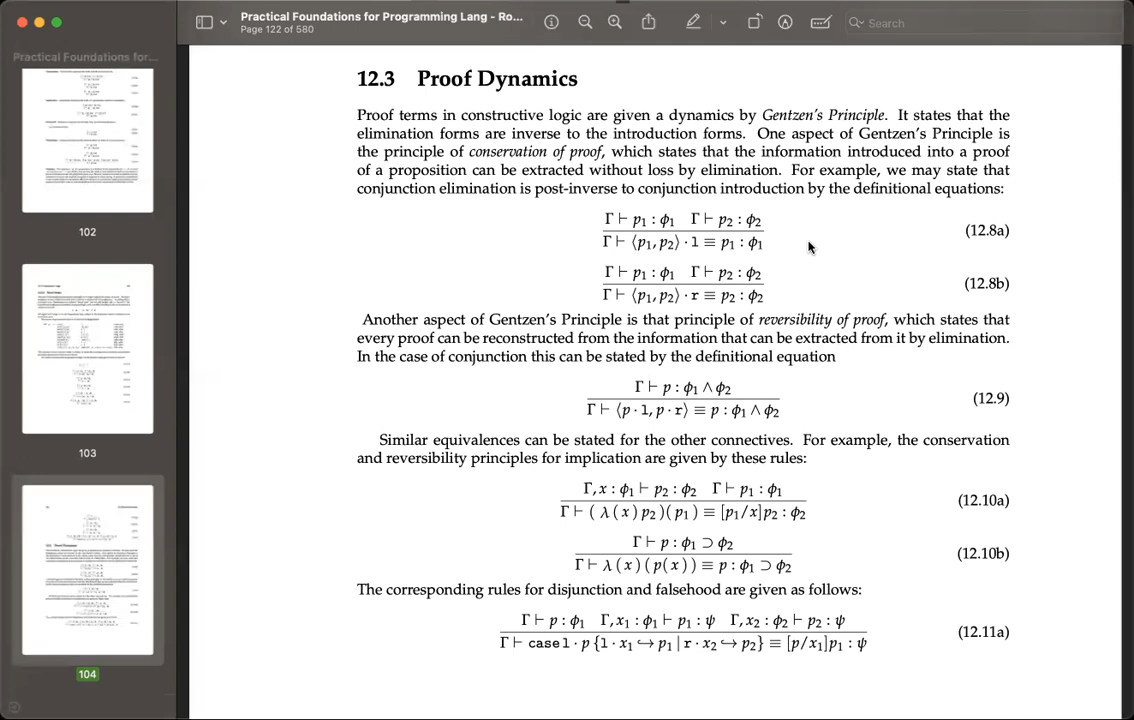 Practical Foundations for Programming Lang - Ro...
Page 122 of 580
Search
Practical Foundations for...
102
103
104
12.3 Proof Dynamics
Proof terms in constructive logic are given a dynamics by Gentzen's Principle. It states that the
elimination forms are inverse to the introduction forms. One aspect of Gentzen's Principle is
the principle of conservation of proof, which states that the information introduced into a proof
of a proposition can be extracted without loss by elimination. For example, we may state that
conjunction elimination is post-inverse to conjunction introduction by the definitional equations:
Γ ⊢ p₁ : ϕ₁ Γ ⊢ p₂ : ϕ₂
Γ ⊢ ⟨p₁, p₂⟩ · l ≡ p₁ : ϕ₁
(12.8a)
Γ ⊢ p₁ : ϕ₁ Γ ⊢ p₂ : ϕ₂
Γ ⊢ ⟨p₁, p₂⟩ · r ≡ p₂ : ϕ₂
(12.8b)
Another aspect of Gentzen's Principle is that principle of reversibility of proof, which states that
every proof can be reconstructed from the information that can be extracted from it by elimination.
In the case of conjunction this can be stated by the definitional equation
Γ ⊢ p : ϕ₁ ∧ ϕ₂
Γ ⊢ ⟨p · l, p · r⟩ ≡ p : ϕ₁ ∧ ϕ₂
(12.9)
Similar equivalences can be stated for the other connectives. For example, the conservation
and reversibility principles for implication are given by these rules:
Γ, x : ϕ₁ ⊢ p₂ : ϕ₂ Γ ⊢ p₁ : ϕ₁
Γ ⊢ ( λ ( x ) p₂ )( p₁ ) ≡ [p₁/x]p₂ : ϕ₂
(12.10a)
Γ ⊢ p : ϕ₁ ⊃ ϕ₂
Γ ⊢ λ ( x ) ( p( x ) ) ≡ p : ϕ₁ ⊃ ϕ₂
(12.10b)
The corresponding rules for disjunction and falsehood are given as follows:
Γ ⊢ p : ϕ₁ Γ, x₁ : ϕ₁ ⊢ p₁ : ψ Γ, x₂ : ϕ₂ ⊢ p₂ : ψ
Γ ⊢ case l · p {l · x₁ ↪ p₁ | r · x₂ ↪ p₂} ≡ [p/x₁]p₁ : ψ
(12.11a)